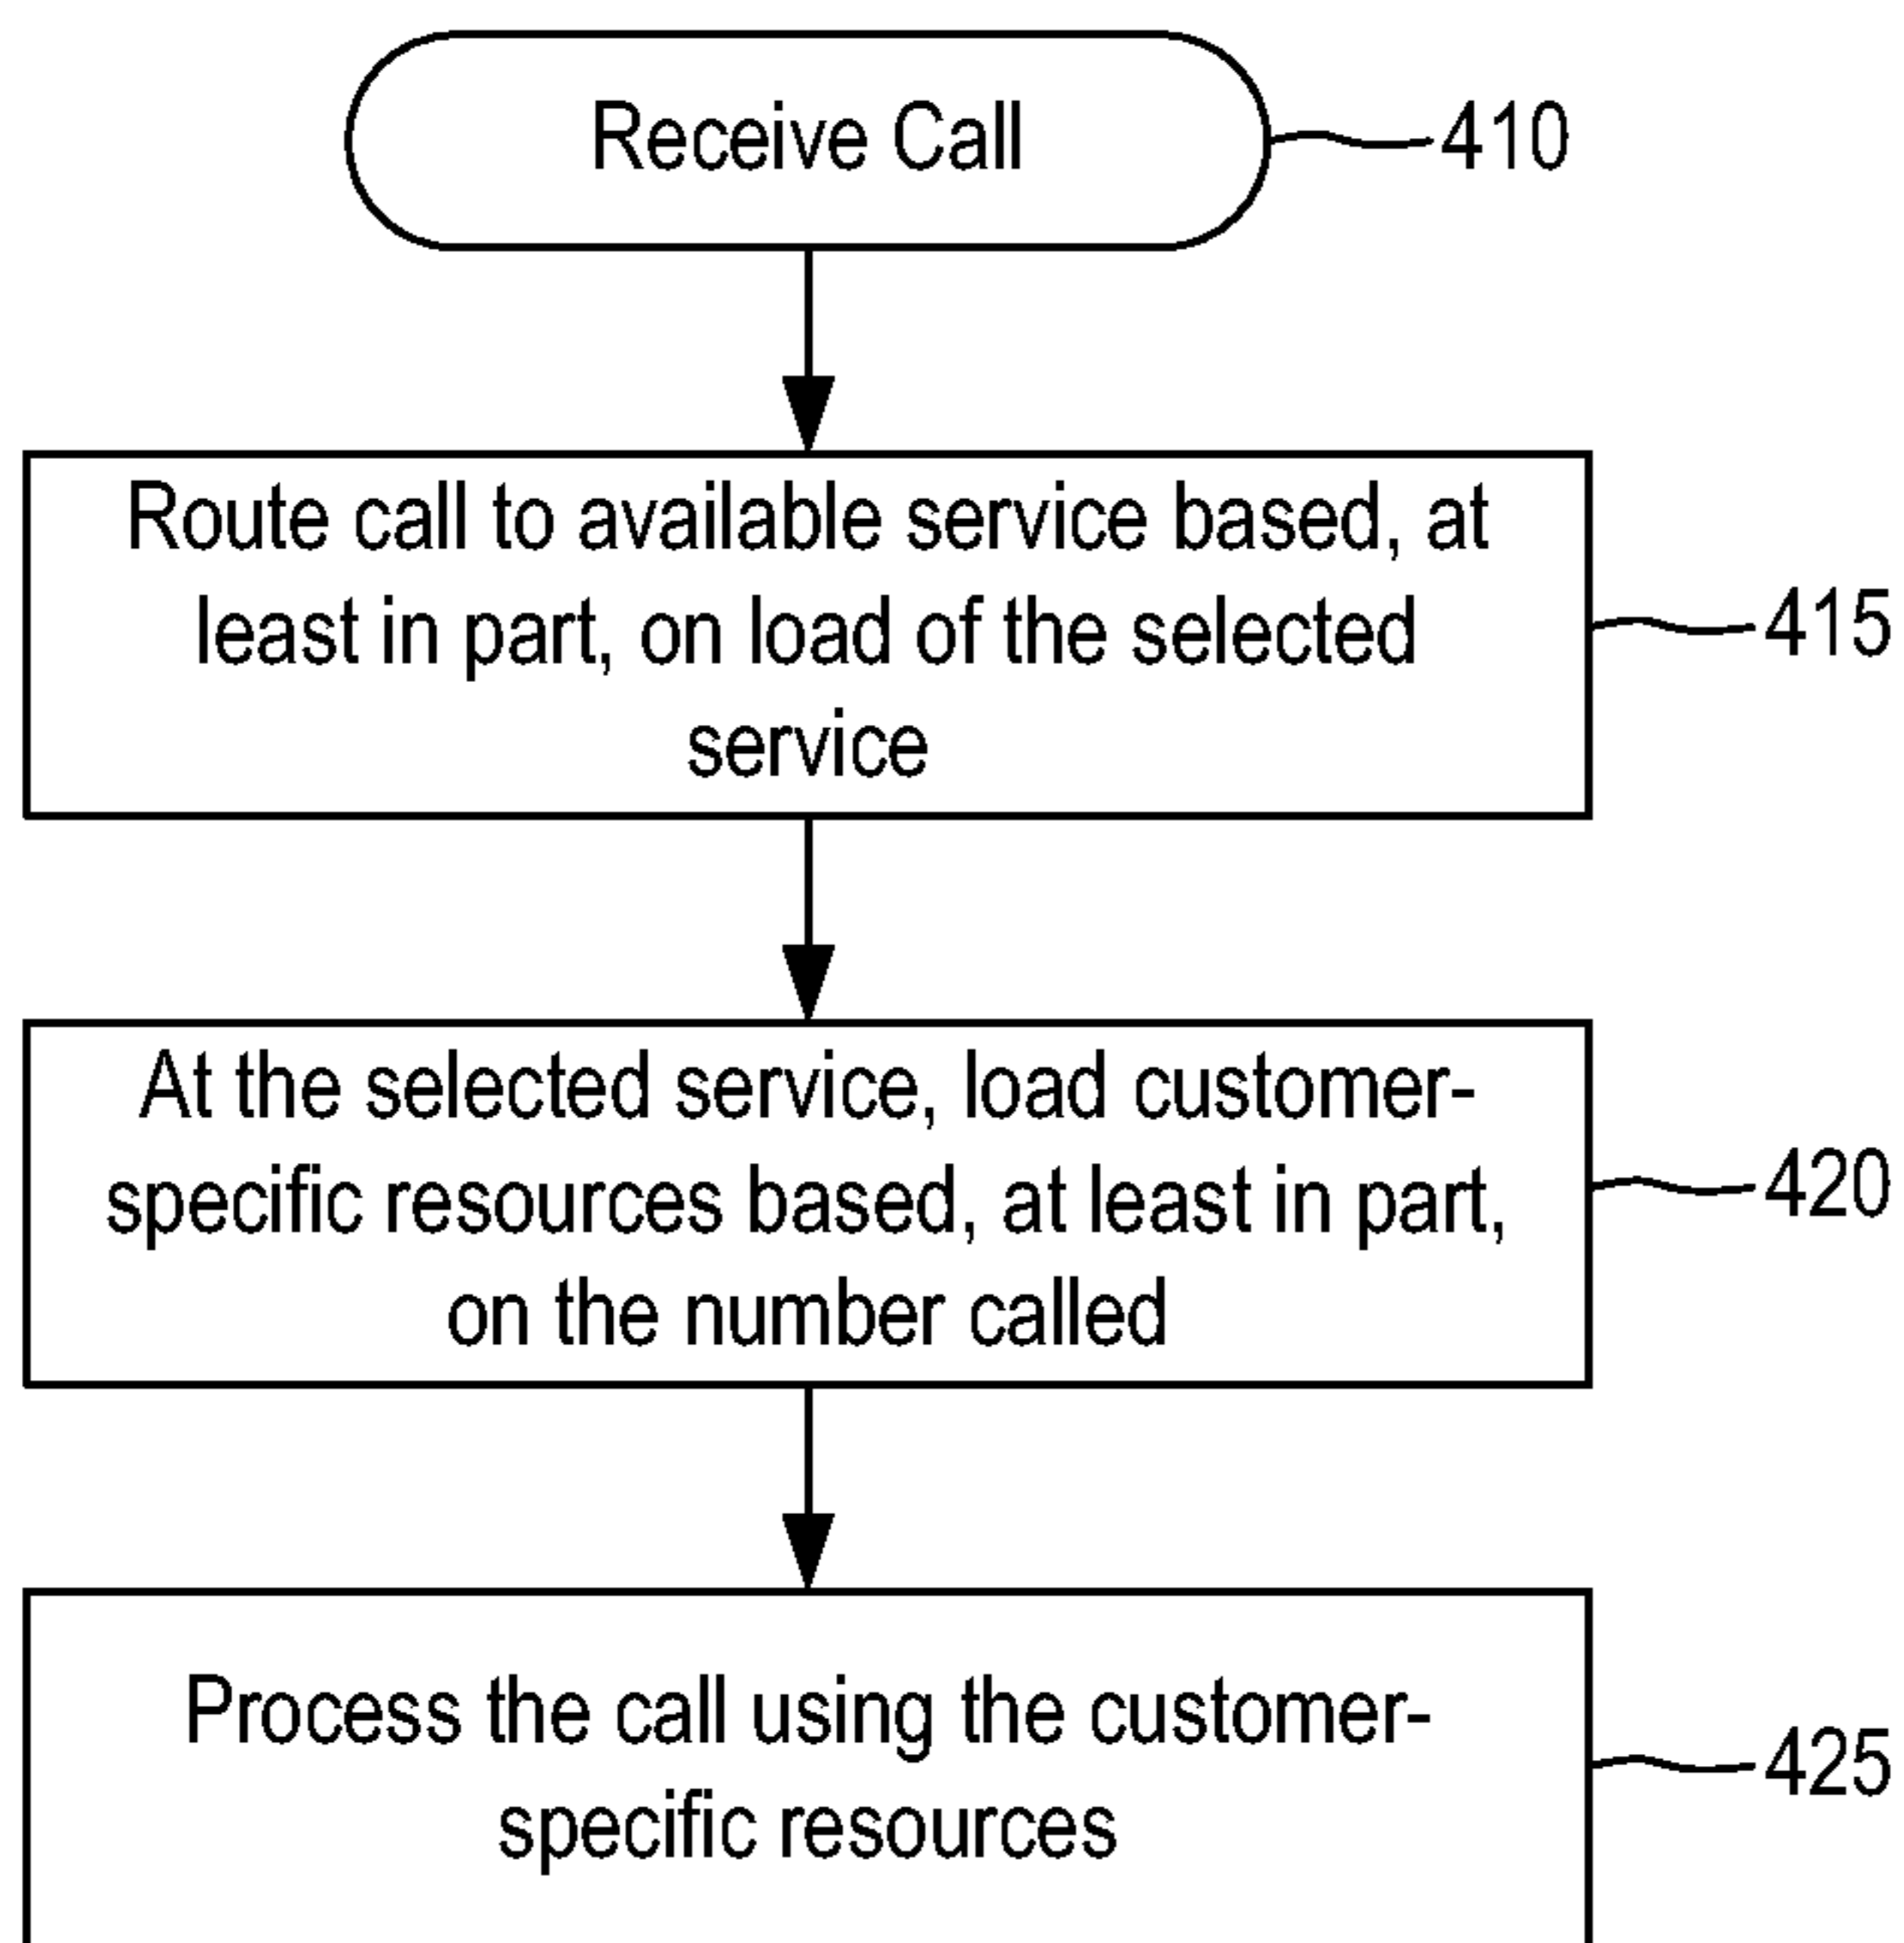 Receive Call
410
Route call to available service based, at
least in part, on load of the selected
service
415
At the selected service, load customer-
specific resources based, at least in part,
on the number called
420
Process the call using the customer-
specific resources
425